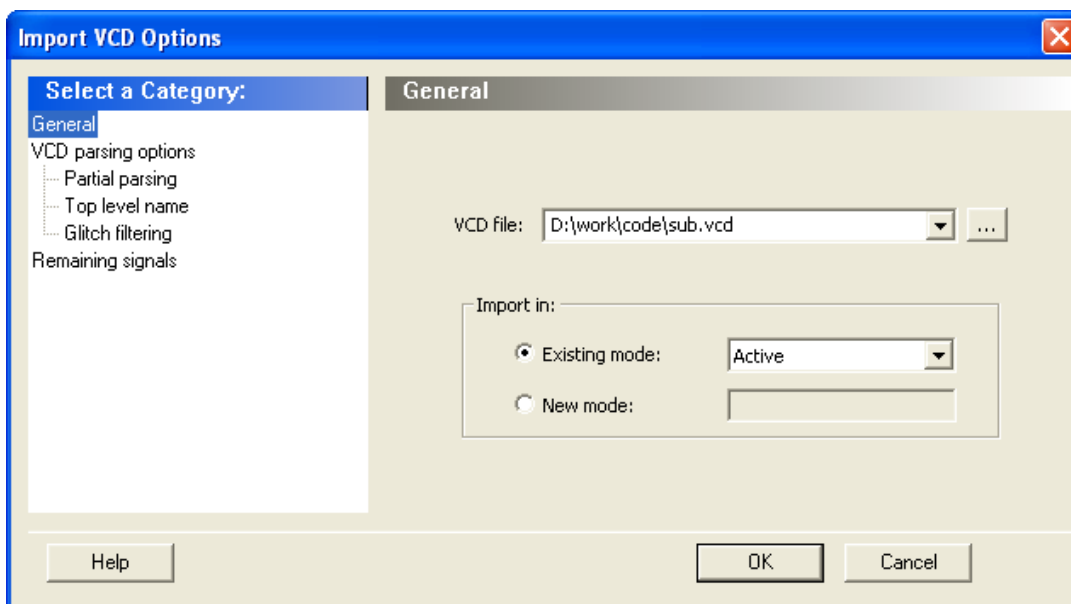 Import VCD Options
Select a Category:
General
VCD parsing options
Partial parsing
Top level name
Glitch filtering
Remaining signals
General
VCD file: D:\work\code\sub.vcd ...
Import in:
Existing mode: Active
New mode:
Help OK Cancel